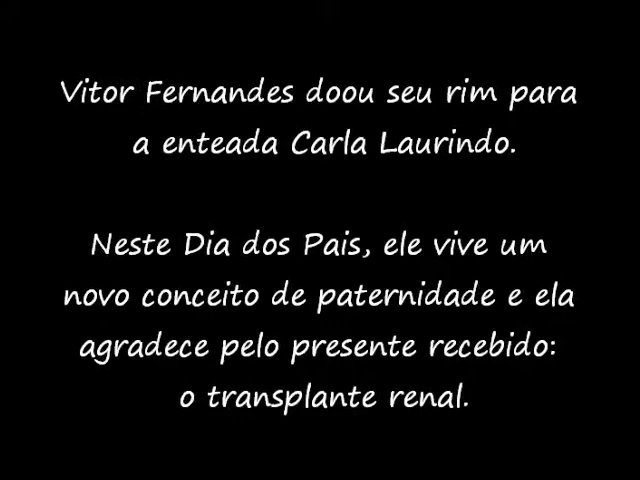 Vitor Fernandes doou seu rim para
a enteada Carla Laurindo.
Neste Dia dos Pais, ele vive um
novo conceito de paternidade e ela
agradece pelo presente recebido:
o transplante renal.